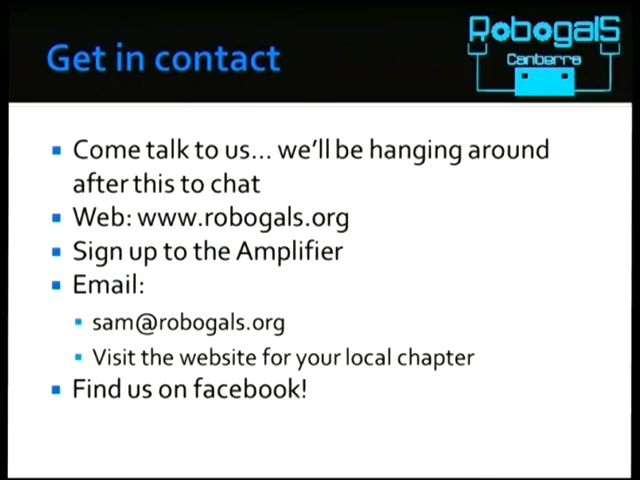 Get in contact
Robogals
Canberra
Come talk to us... we'll be hanging around
after this to chat
Web: www.robogals.org
Sign up to the Amplifier
Email:
sam@robogals.org
Visit the website for your local chapter
Find us on facebook!